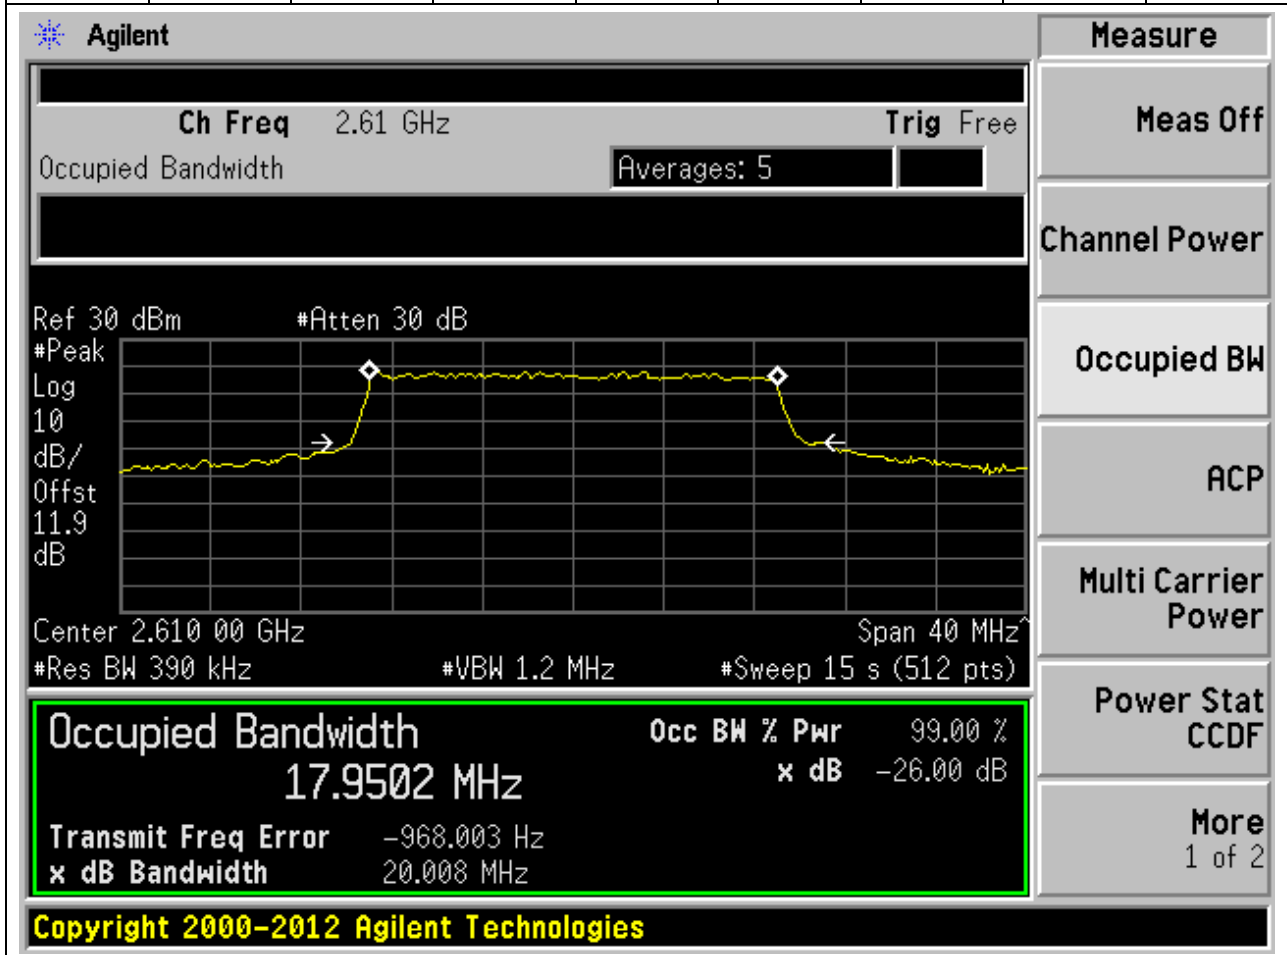 Agilent
Measure
Ch Freq 2.61 GHz Trig Free
Occupied Bandwidth Averages: 5
Meas Off
Channel Power
Occupied BW
ACP
Multi Carrier
Power
Power Stat
CCDF
More
1 of 2
Ref 30 dBm #Atten 30 dB
#Peak
Log
10
dB/
Offst
11.9
dB
Center 2.610 00 GHz Span 40 MHz^
#Res BW 390 kHz #VBW 1.2 MHz #Sweep 15 s (512 pts)
Occupied Bandwidth Occ BW % Pwr 99.00 %
17.9502 MHz x dB -26.00 dB
Transmit Freq Error -968.003 Hz
x dB Bandwidth 20.008 MHz
Copyright 2000-2012 Agilent Technologies